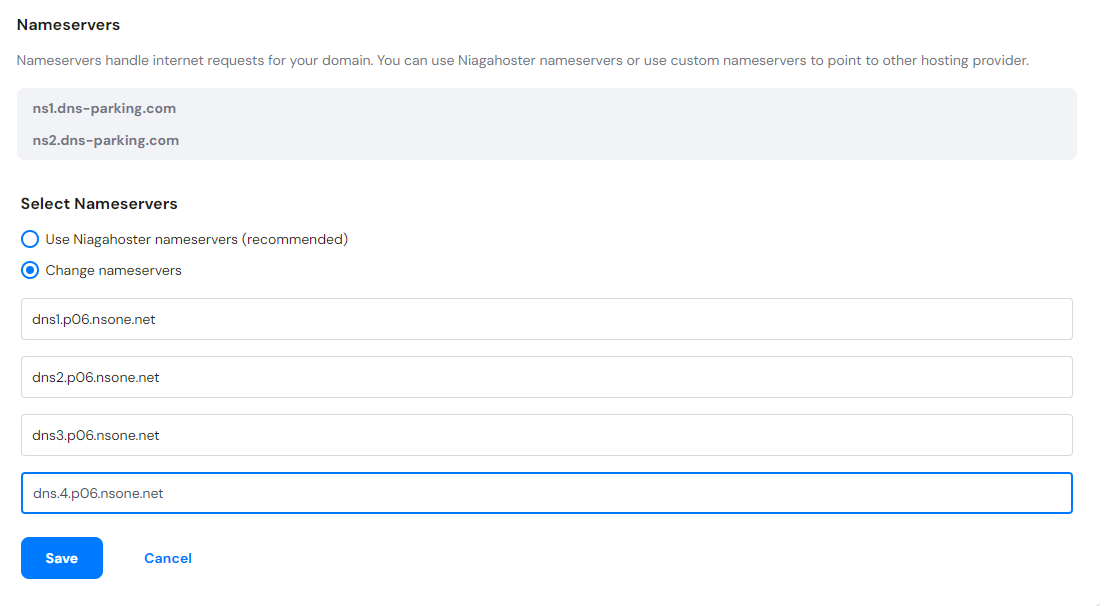 Nameservers
Nameservers handle internet requests for your domain. You can use Niagahoster nameservers or use custom nameservers to point to other hosting provider.
ns1.dns-parking.com
ns2.dns-parking.com
Select Nameservers
Use Niagahoster nameservers (recommended)
Change nameservers
dns1.p06.nsone.net
dns2.p06.nsone.net
dns3.p06.nsone.net
dns.4.p06.nsone.net
Save Cancel